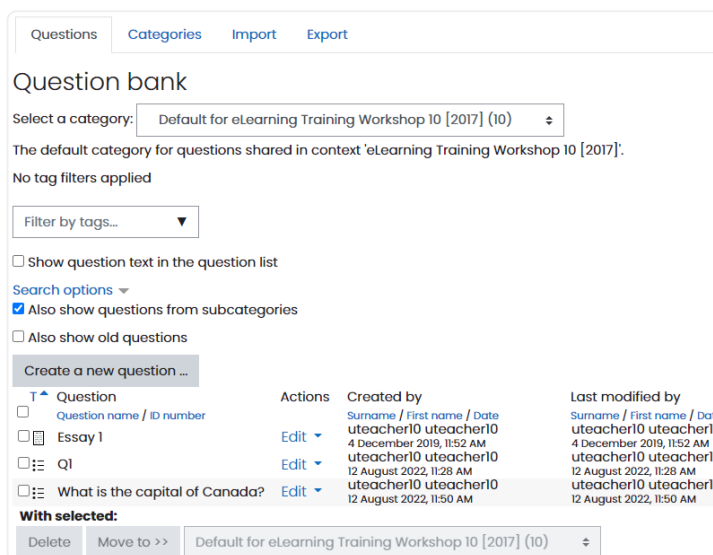 Questions Categories Import Export
Question bank
Select a category: Default for eLearning Training Workshop 10 [2017] (10)
The default category for questions shared in context 'eLearning Training Workshop 10 [2017]'.
No tag filters applied
Filter by tags...
Show question text in the question list
Search options
Also show questions from subcategories
Also show old questions
Create a new question ...
T Question Actions Created by Last modified by
Question name / ID number Surname / First name / Date Surname / First name / Dat
uteacher10 uteacher10 uteacher10 uteacher1
Essay 1 Edit 4 December 2019, 11:52 AM 4 December 2019, 11:52 AM
uteacher10 uteacher10 uteacher10 uteacher1
Q1 Edit 12 August 2022, 11:28 AM 12 August 2022, 11:28 AM
uteacher10 uteacher10 uteacher10 uteacher1
What is the capital of Canada? Edit 12 August 2022, 11:50 AM 12 August 2022, 11:50 AM
With selected:
Delete Move to >> Default for eLearning Training Workshop 10 [2017] (10)